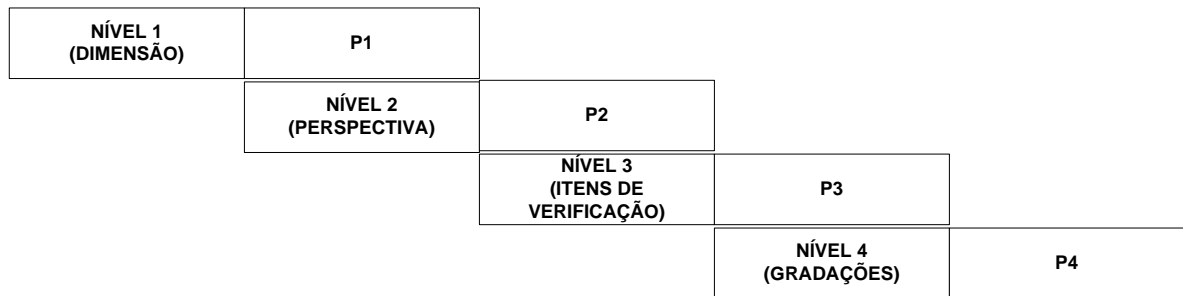 NÍVEL 1
(DIMENSÃO)
P1
NÍVEL 2
(PERSPECTIVA)
P2
NÍVEL 3
(ITENS DE
VERIFICAÇÃO)
P3
NÍVEL 4
(GRADAÇÕES)
P4